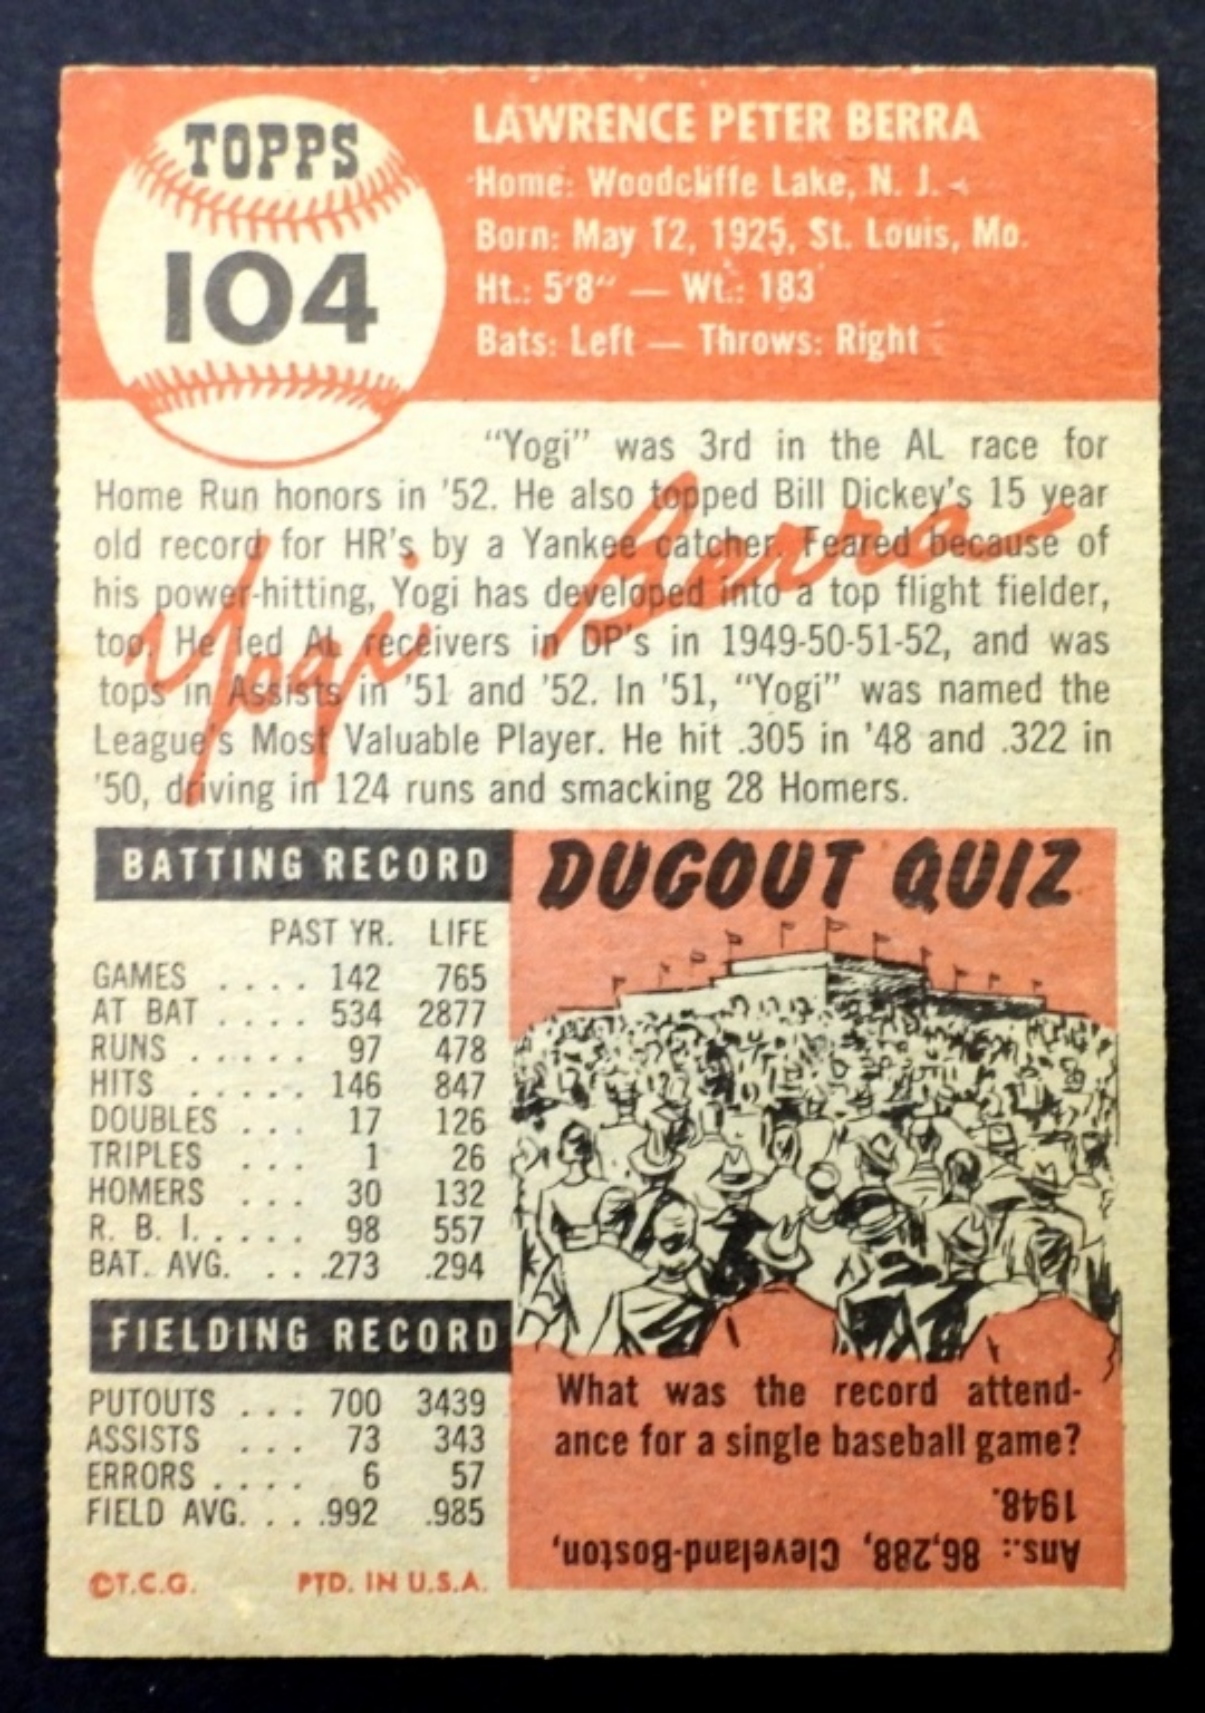 TOPPS
104
LAWRENCE PETER BERRA
Home: Woodcliffe Lake, N. J.
Born: May 12, 1925, St. Louis, Mo.
Ht.: 5'8" — Wt.: 183
Bats: Left — Throws: Right
"Yogi" was 3rd in the AL race for
Home Run honors in '52. He also topped Bill Dickey's 15 year
old record for HR's by a Yankee catcher. Feared because of
his power-hitting, Yogi has developed into a top flight fielder,
too. He led AL receivers in DP's in 1949-50-51-52, and was
tops in Assists in '51 and '52. In '51, "Yogi" was named the
League's Most Valuable Player. He hit .305 in '48 and .322 in
'50, driving in 124 runs and smacking 28 Homers.
Yogi Berra
BATTING RECORD
PAST YR. LIFE
GAMES . . . . 142 765
AT BAT . . . . 534 2877
RUNS . . . . . 97 478
HITS . . . . . 146 847
DOUBLES . . . 17 126
TRIPLES . . . 1 26
HOMERS . . . 30 132
R. B. I. . . . . 98 557
BAT. AVG. . . . .273 .294
FIELDING RECORD
PUTOUTS . . . 700 3439
ASSISTS . . . 73 343
ERRORS . . . . 6 57
FIELD AVG. . . . .992 .985
©T.C.G. PTD. IN U.S.A.
DUGOUT QUIZ
What was the record attend-
ance for a single baseball game?
Ans.: 86,288, Cleveland-Boston,
1948.